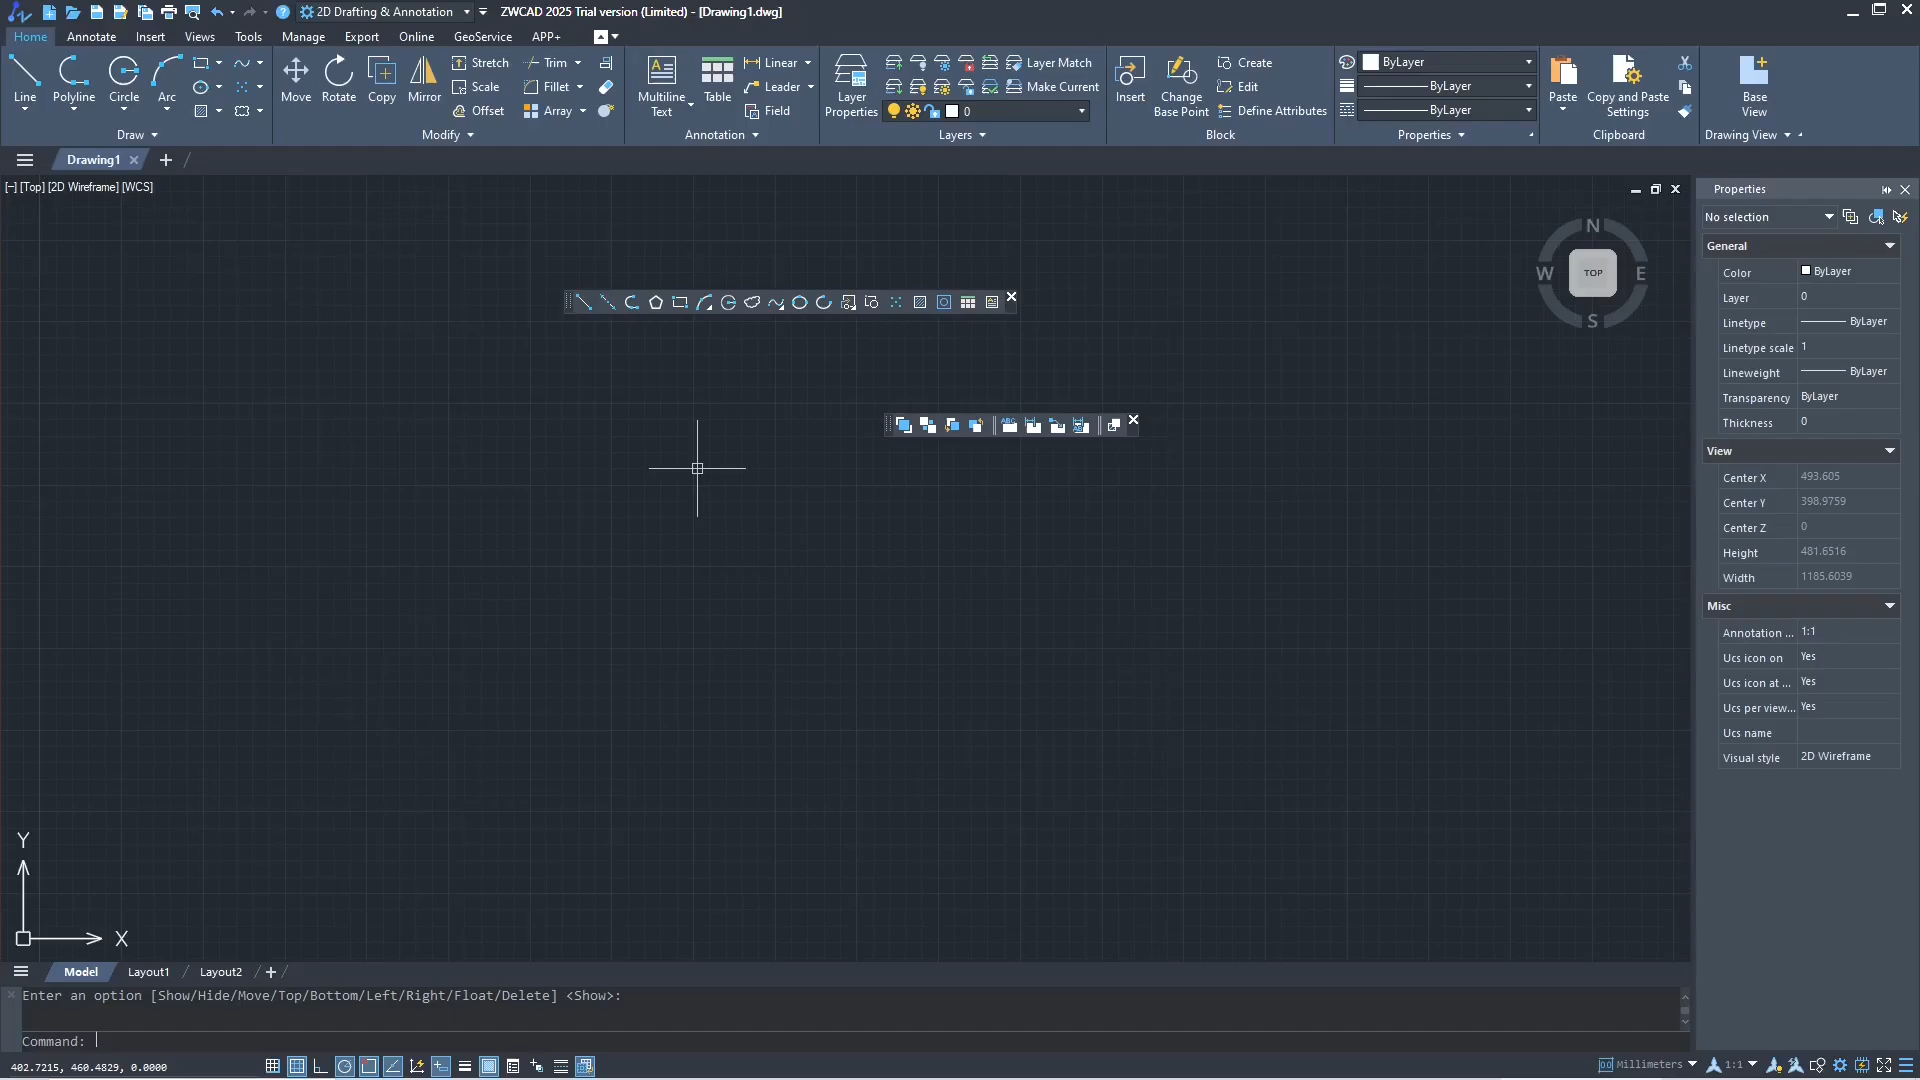 2D Drafting & Annotation
ZWCAD 2025 Trial version (Limited) - [Drawing1.dwg]
Home Annotate Insert Views Tools Manage Export Online GeoService APP+
Line Polyline Circle Arc
Draw
Move Rotate Copy Mirror
Stretch Trim
Scale Fillet
Offset Array
Modify
Multiline Text
Table
Linear
Leader
Field
Annotation
Layer Properties
Layer Match
Make Current
0
Layers
Insert
Change Base Point
Create
Edit
Define Attributes
Block
ByLayer
ByLayer
ByLayer
Properties
Paste
Copy and Paste Settings
Clipboard
Base View
Drawing View
Drawing1
[−] [Top] [2D Wireframe] [WCS]
N
W TOP E
S
Properties
No selection
General
Color ByLayer
Layer 0
Linetype ByLayer
Linetype scale 1
Lineweight ByLayer
Transparency ByLayer
Thickness 0
View
Center X 493.605
Center Y 398.9759
Center Z 0
Height 481.6516
Width 1185.6039
Misc
Annotation ... 1:1
Ucs icon on Yes
Ucs icon at ... Yes
Ucs per view... Yes
Ucs name
Visual style 2D Wireframe
Y
X
Model Layout1 Layout2
Enter an option [Show/Hide/Move/Top/Bottom/Left/Right/Float/Delete] <Show>:
Command:
402.7215, 460.4829, 0.0000
Millimeters 1:1